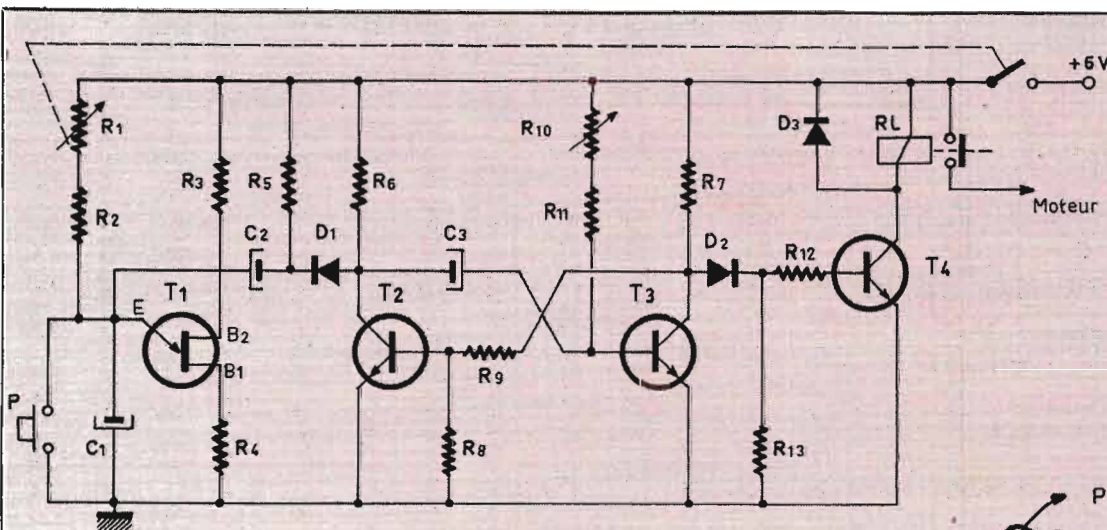 +6V
R1
R10
D3
RL
R3
R5
R6
R7
R2
R11
Moteur
C2
D1
C3
D2
R12
T4
E
T1
T2
T3
B2
B1
R9
P
C1
R4
R8
R13
P